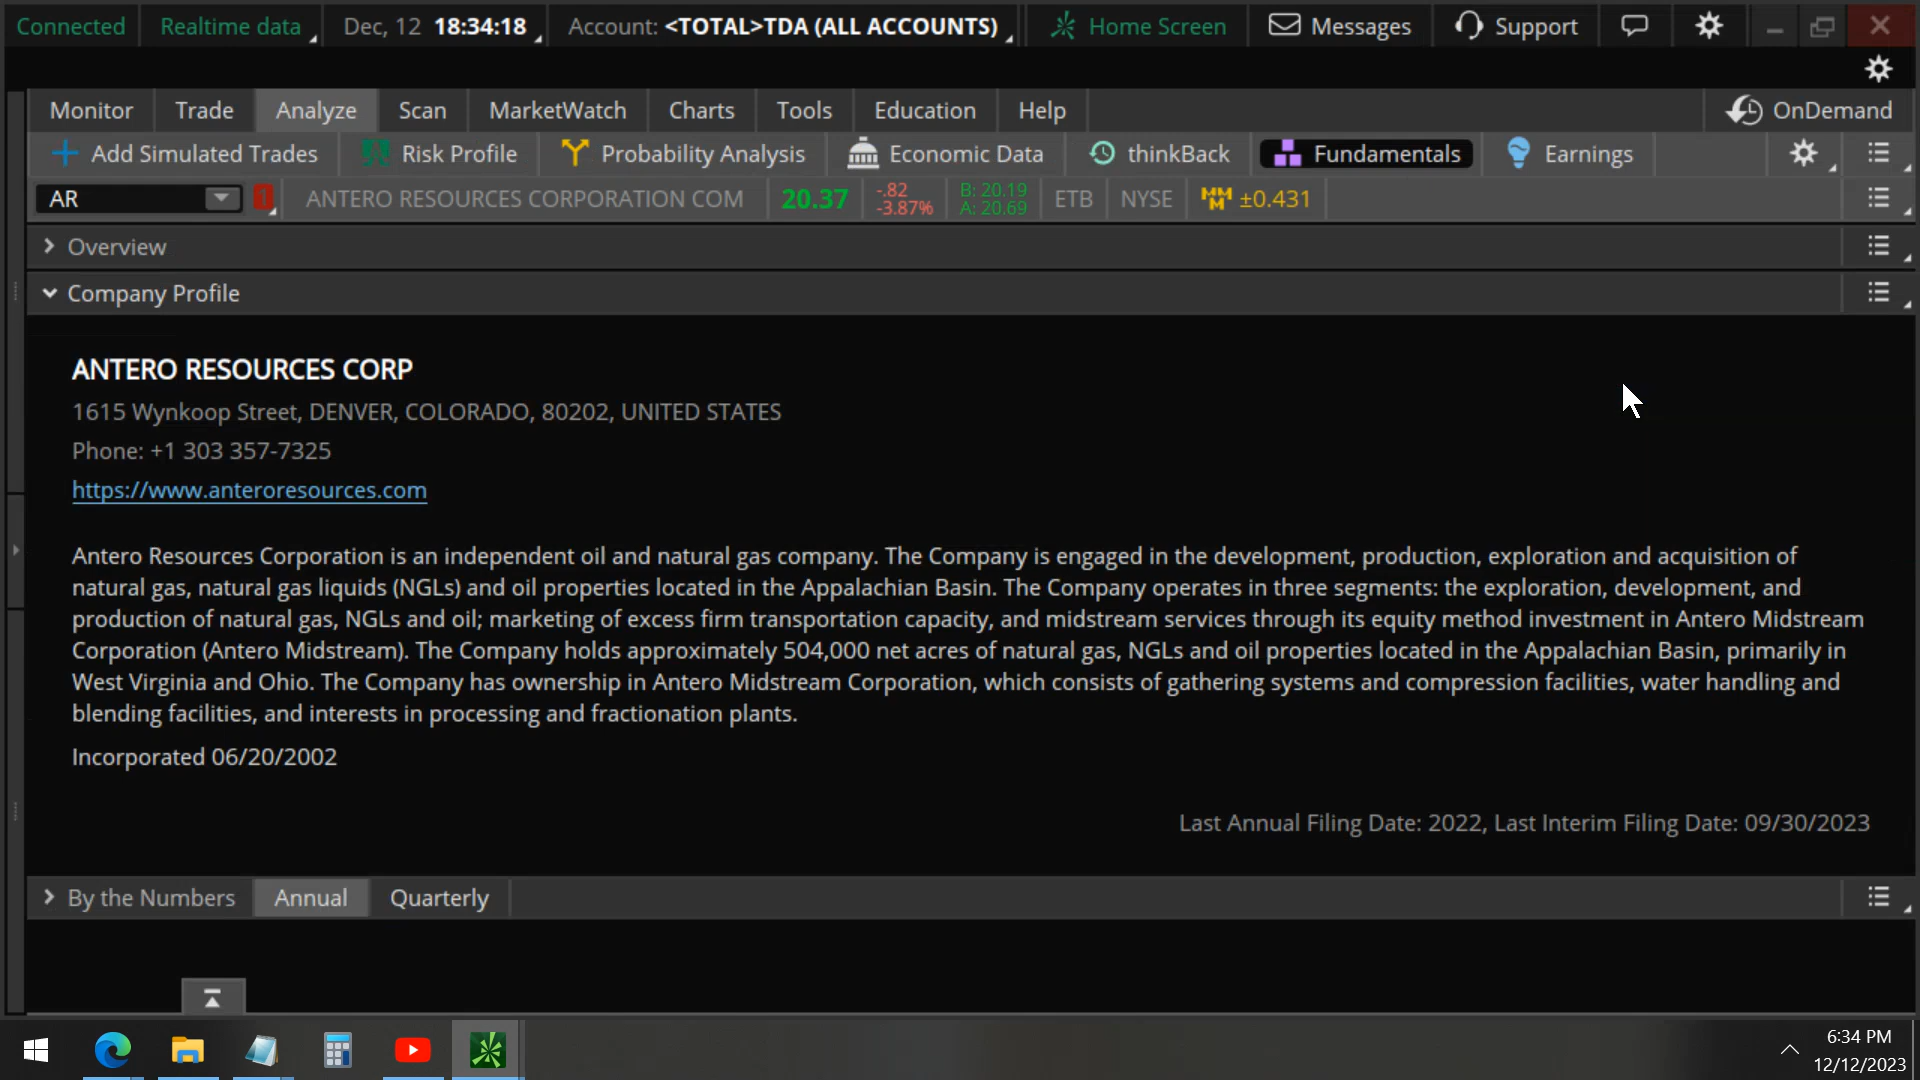 Connected Realtime data Dec, 12 18:34:18 Account: <TOTAL>TDA (ALL ACCOUNTS) Home Screen Messages Support
Monitor Trade Analyze Scan MarketWatch Charts Tools Education Help OnDemand
Add Simulated Trades Risk Profile Probability Analysis Economic Data thinkBack Fundamentals Earnings
AR ANTERO RESOURCES CORPORATION COM 20.37 -.82 -3.87% B: 20.19 A: 20.69 ETB NYSE ±0.431
Overview
Company Profile
ANTERO RESOURCES CORP
1615 Wynkoop Street, DENVER, COLORADO, 80202, UNITED STATES
Phone: +1 303 357-7325
https://www.anteroresources.com
Antero Resources Corporation is an independent oil and natural gas company. The Company is engaged in the development, production, exploration and acquisition of
natural gas, natural gas liquids (NGLs) and oil properties located in the Appalachian Basin. The Company operates in three segments: the exploration, development, and
production of natural gas, NGLs and oil; marketing of excess firm transportation capacity, and midstream services through its equity method investment in Antero Midstream
Corporation (Antero Midstream). The Company holds approximately 504,000 net acres of natural gas, NGLs and oil properties located in the Appalachian Basin, primarily in
West Virginia and Ohio. The Company has ownership in Antero Midstream Corporation, which consists of gathering systems and compression facilities, water handling and
blending facilities, and interests in processing and fractionation plants.
Incorporated 06/20/2002
Last Annual Filing Date: 2022, Last Interim Filing Date: 09/30/2023
By the Numbers Annual Quarterly
6:34 PM
12/12/2023